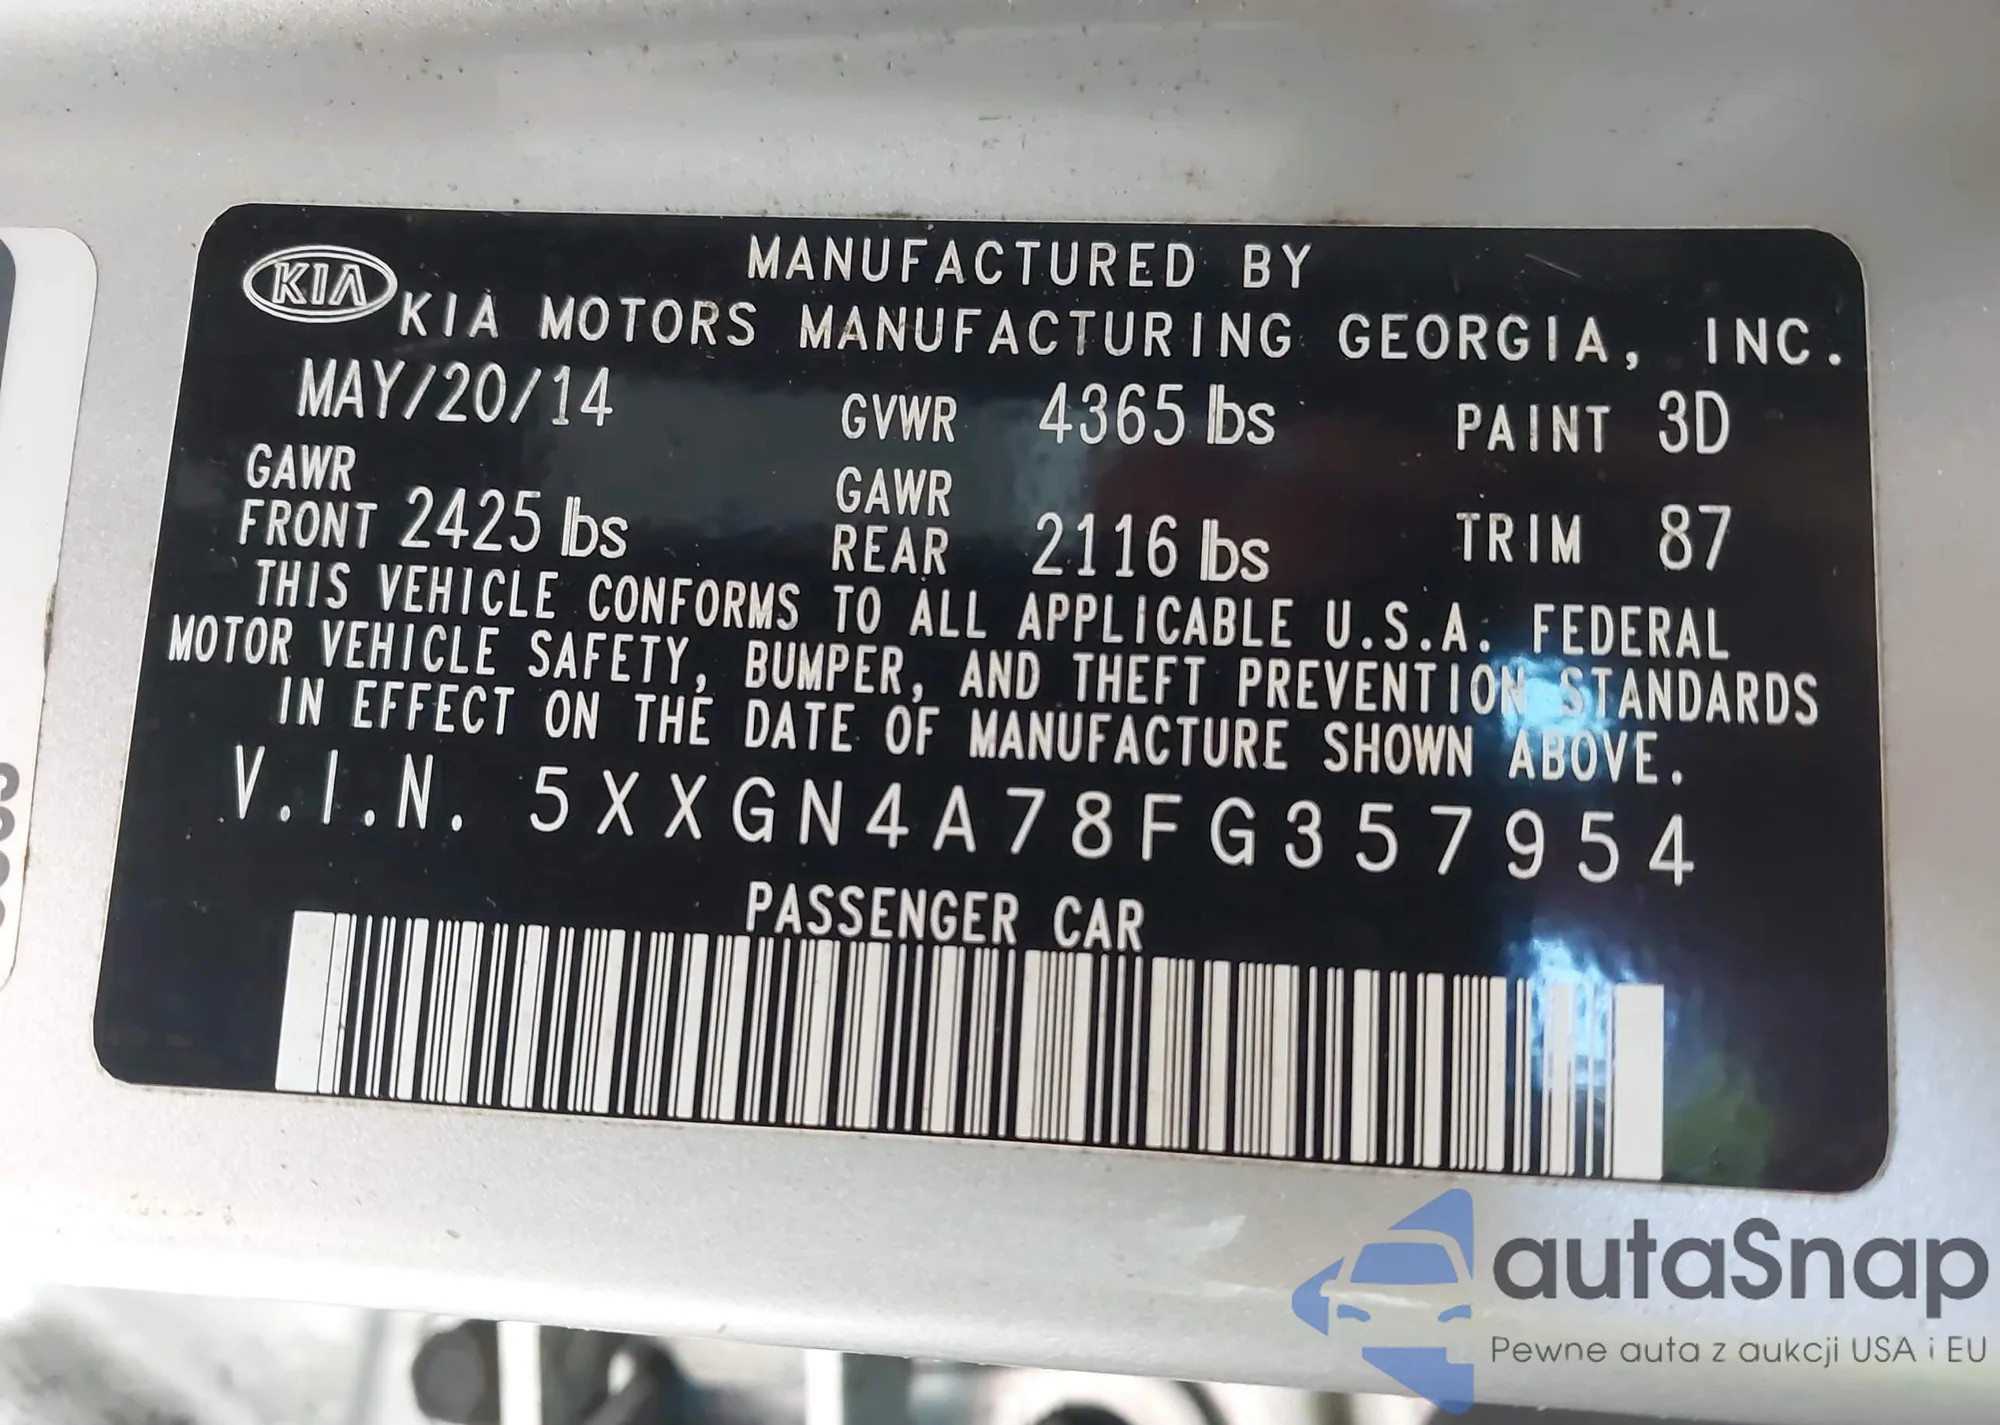 KIA
MANUFACTURED BY
KIA MOTORS MANUFACTURING GEORGIA, INC.
MAY/20/14 GVWR 4365 lbs PAINT 3D
GAWR FRONT 2425 lbs GAWR REAR 2116 lbs TRIM 87
THIS VEHICLE CONFORMS TO ALL APPLICABLE U.S.A. FEDERAL
MOTOR VEHICLE SAFETY, BUMPER, AND THEFT PREVENTION STANDARDS
IN EFFECT ON THE DATE OF MANUFACTURE SHOWN ABOVE.
V.I.N. 5XXGN4A78FG357954
PASSENGER CAR
autaSnap
Pewne auta z aukcji USA i EU